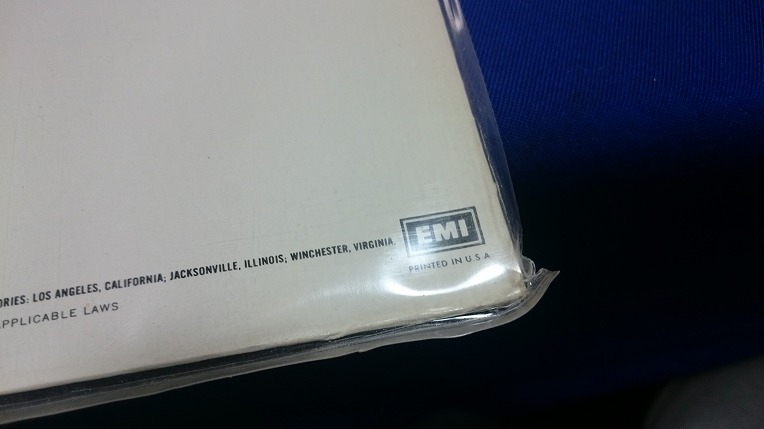 EMI
ORIES: LOS ANGELES, CALIFORNIA; JACKSONVILLE, ILLINOIS; WINCHESTER, VIRGINIA.
PRINTED IN U.S.A
APPLICABLE LAWS